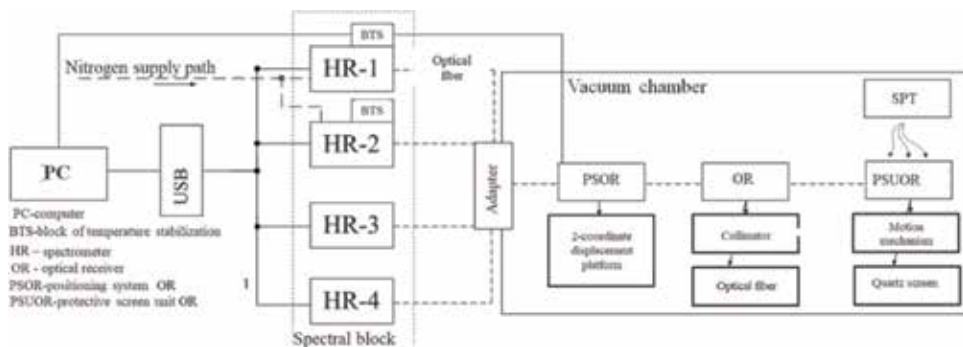 BTS
HR-1
Optical
fiber
Nitrogen supply path
Vacuum chamber
SPT
BTS
HR-2
PC
USB
Adapter
PSOR
OR
PSUOR
PC-computer
BTS-block of temperature stabilization
HR – spectrometer
OR - optical receiver
PSOR-positioning system OR
PSUOR-protective screen unit OR
HR-3
2-coordinate
displacement
platform
Collimator
Motion
mechanism
1
HR-4
Optical fiber
Quartz screen
Spectral block